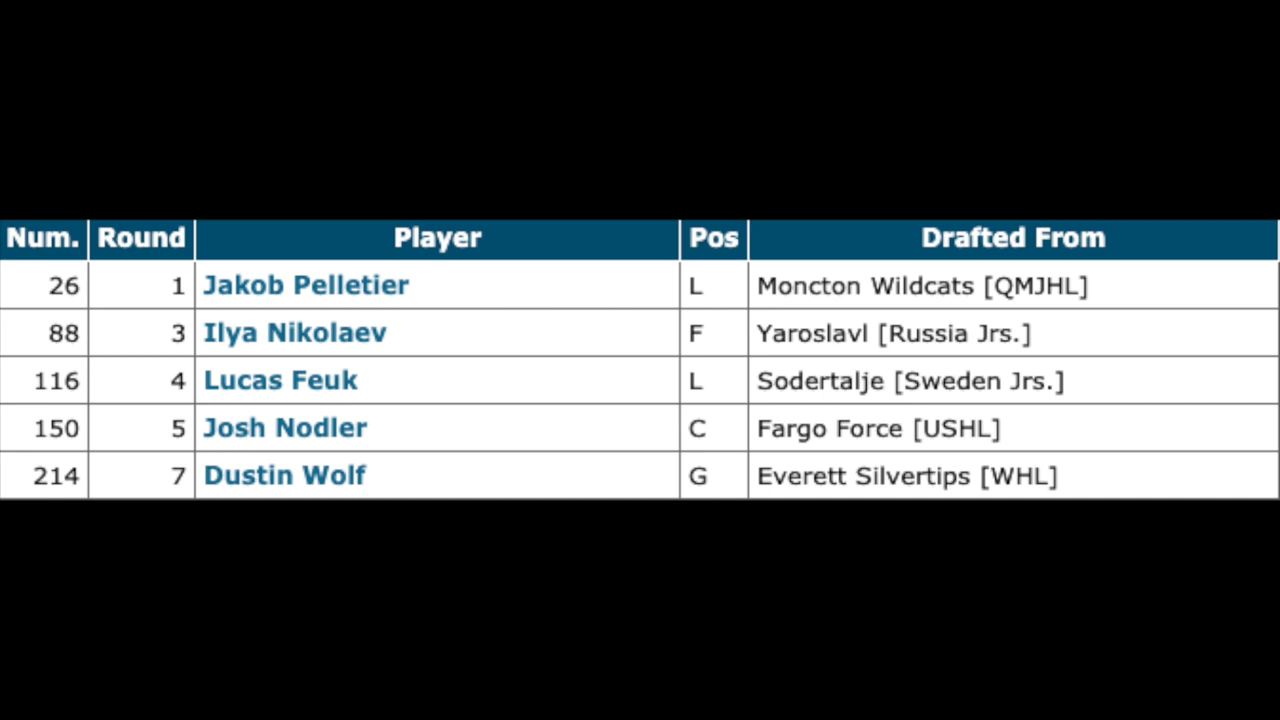 Num. Round Player Pos Drafted From
26 1 Jakob Pelletier L Moncton Wildcats [QMJHL]
88 3 Ilya Nikolaev F Yaroslavl [Russia Jrs.]
116 4 Lucas Feuk L Sodertalje [Sweden Jrs.]
150 5 Josh Nodler C Fargo Force [USHL]
214 7 Dustin Wolf G Everett Silvertips [WHL]